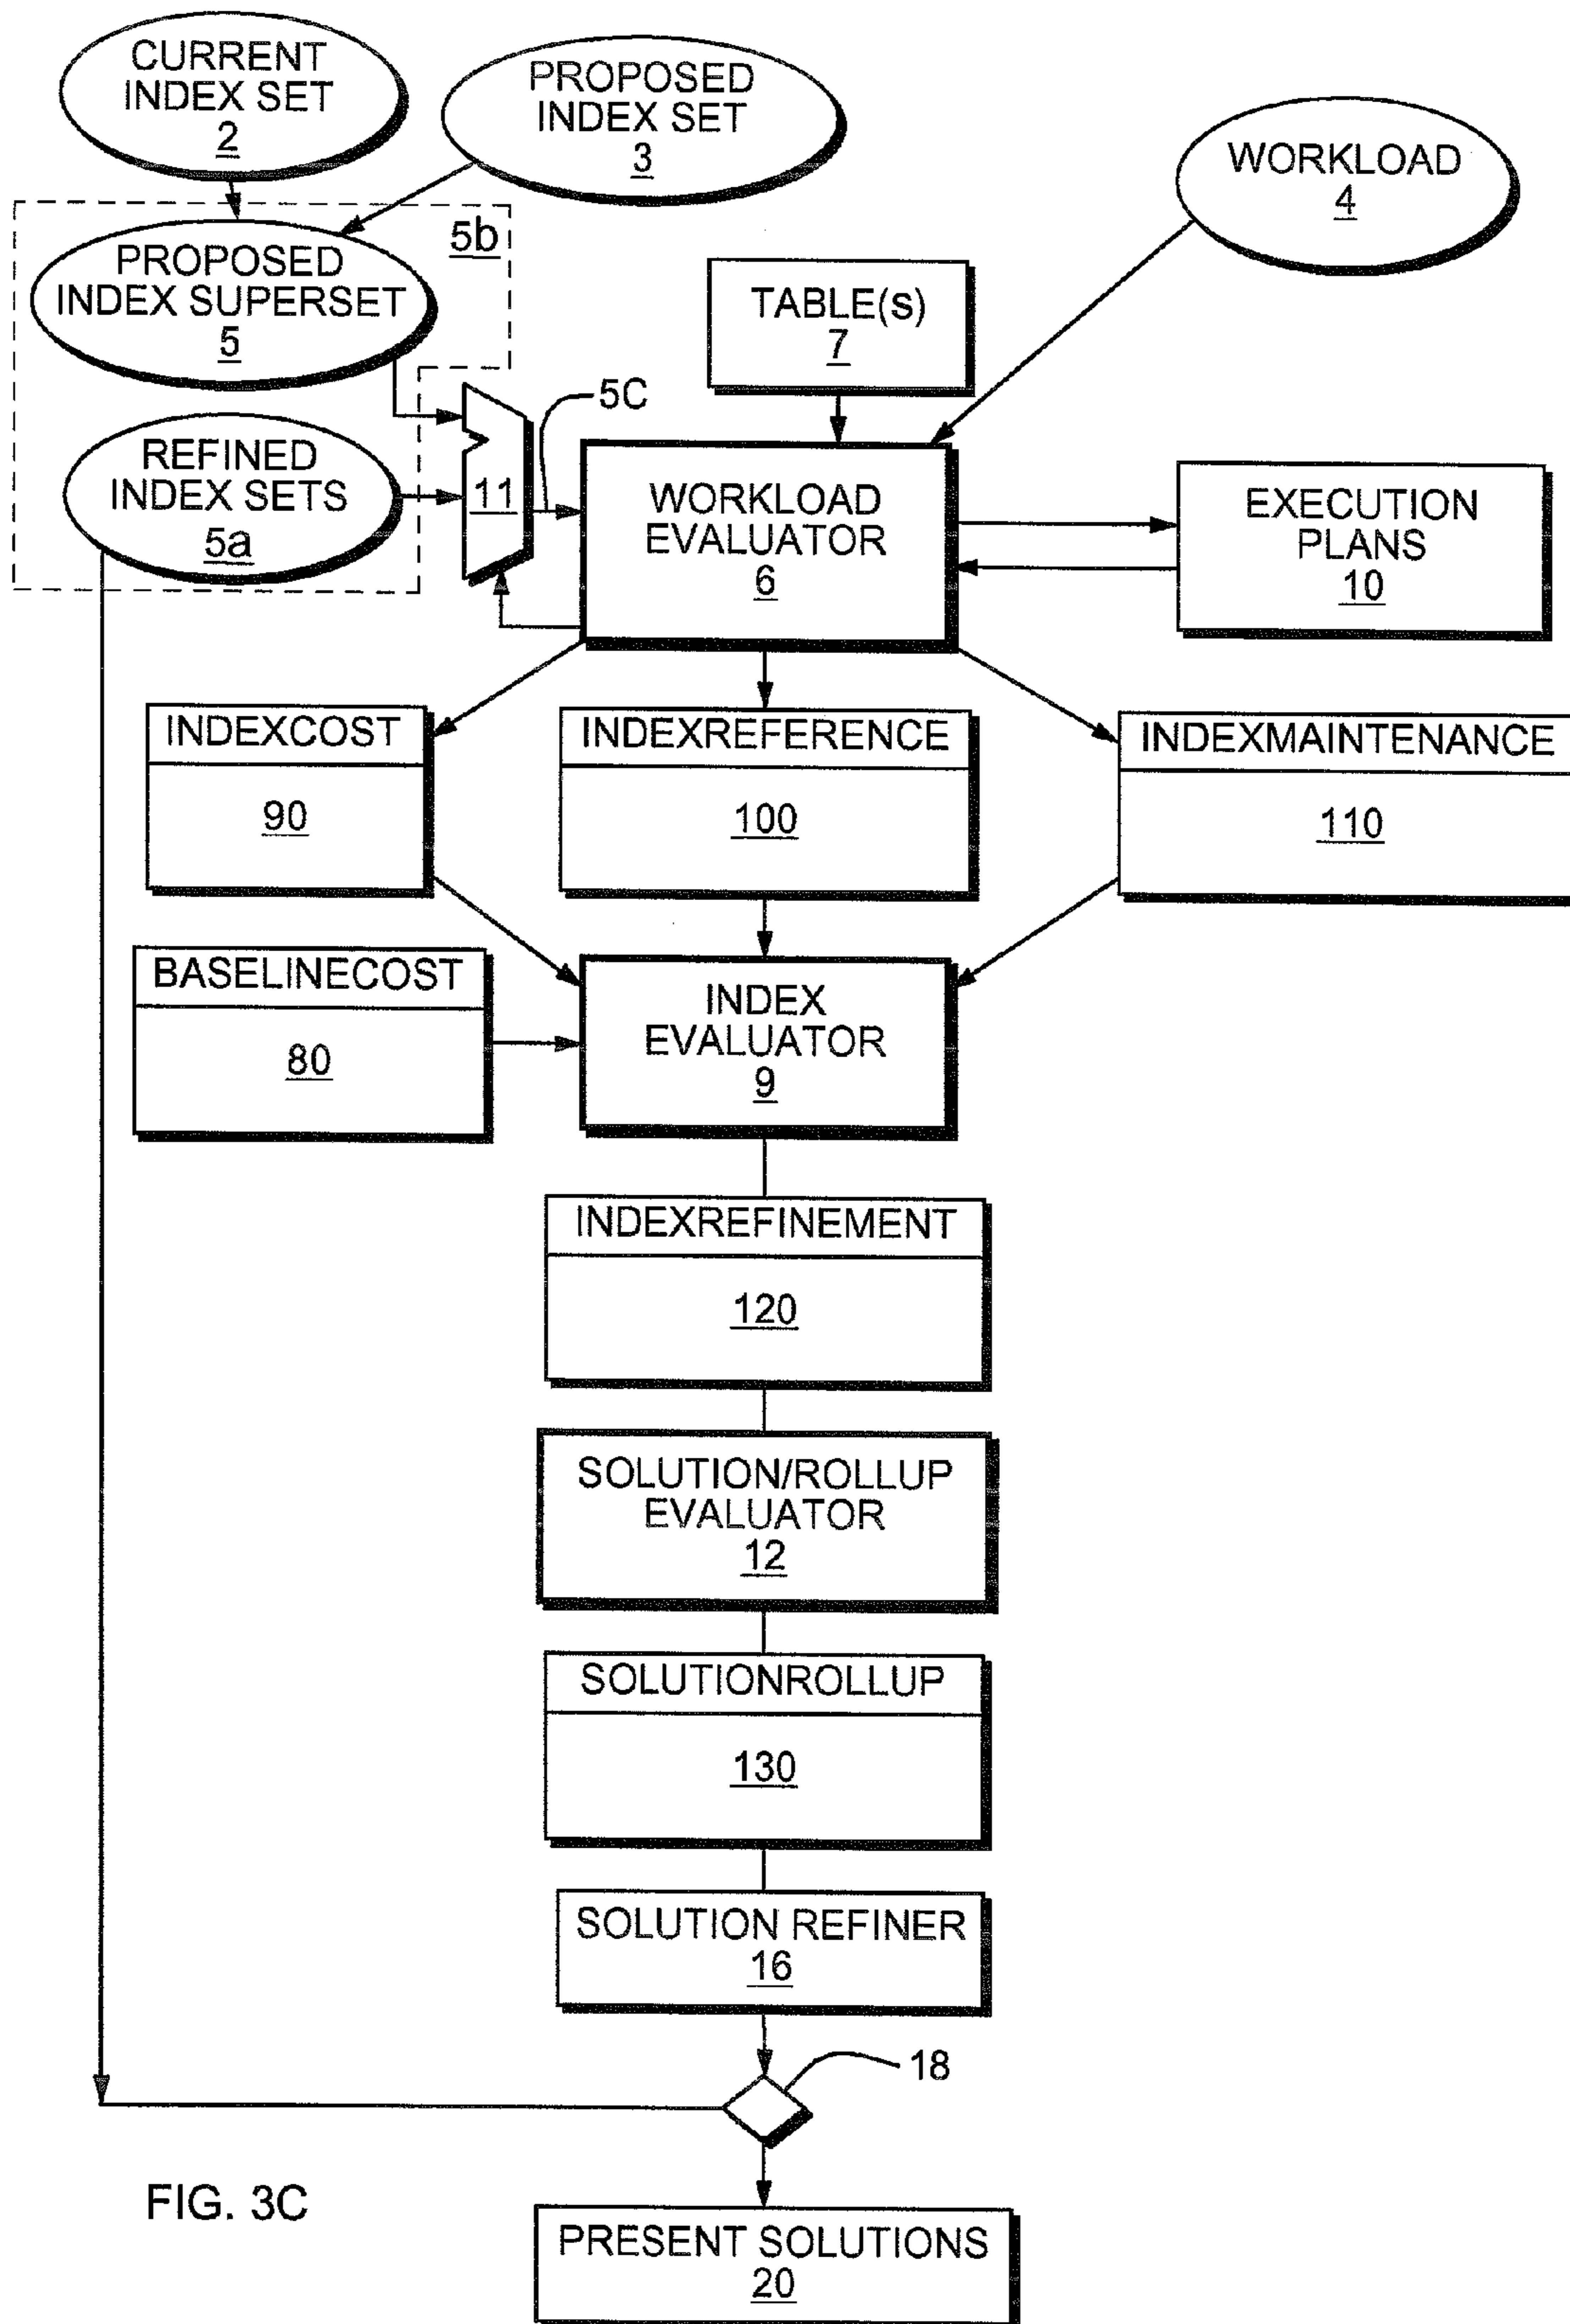 CURRENT
INDEX SET
2
PROPOSED
INDEX SET
3
WORKLOAD
4
5b
PROPOSED
INDEX SUPERSET
5
TABLE(s)
7
5C
REFINED
INDEX SETS
5a
11
WORKLOAD
EVALUATOR
6
EXECUTION
PLANS
10
INDEXCOST
90
INDEXREFERENCE
100
INDEXMAINTENANCE
110
BASELINECOST
80
INDEX
EVALUATOR
9
INDEXREFINEMENT
120
SOLUTION/ROLLUP
EVALUATOR
12
SOLUTIONROLLUP
130
SOLUTION REFINER
16
18
FIG. 3C
PRESENT SOLUTIONS
20